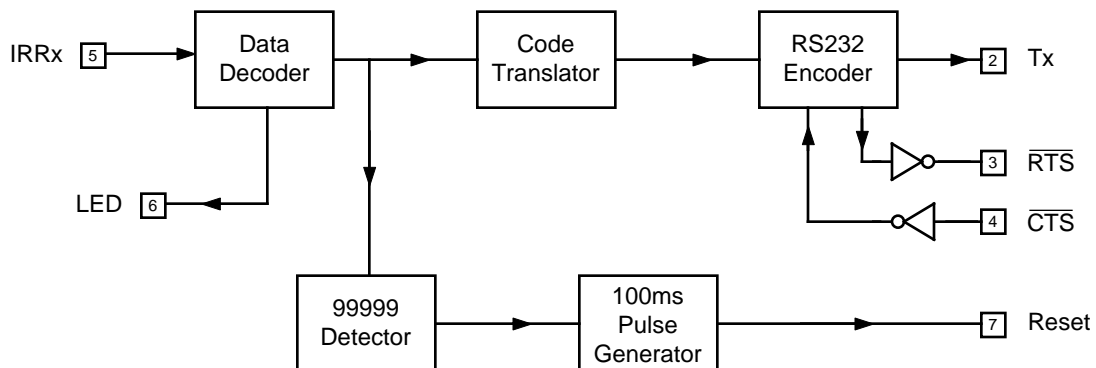 IRRx
5
Data
Decoder
Code
Translator
RS232
Encoder
2
Tx
3
RTS
LED
6
4
CTS
99999
Detector
100ms
Pulse
Generator
7
Reset